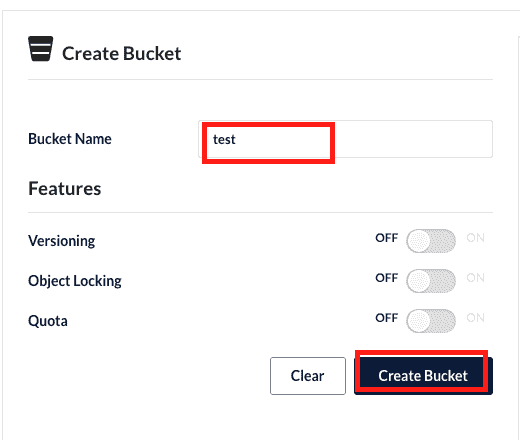 Create Bucket
Bucket Name test
Features
Versioning OFF ON
Object Locking OFF ON
Quota OFF ON
Clear Create Bucket